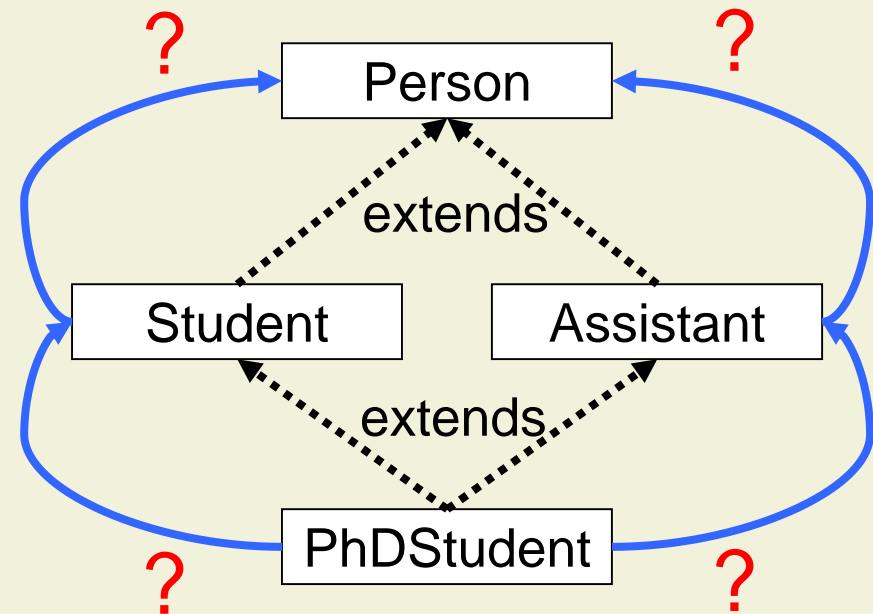 ? ?
Person
extends
Student Assistant
extends
PhDStudent
? ?